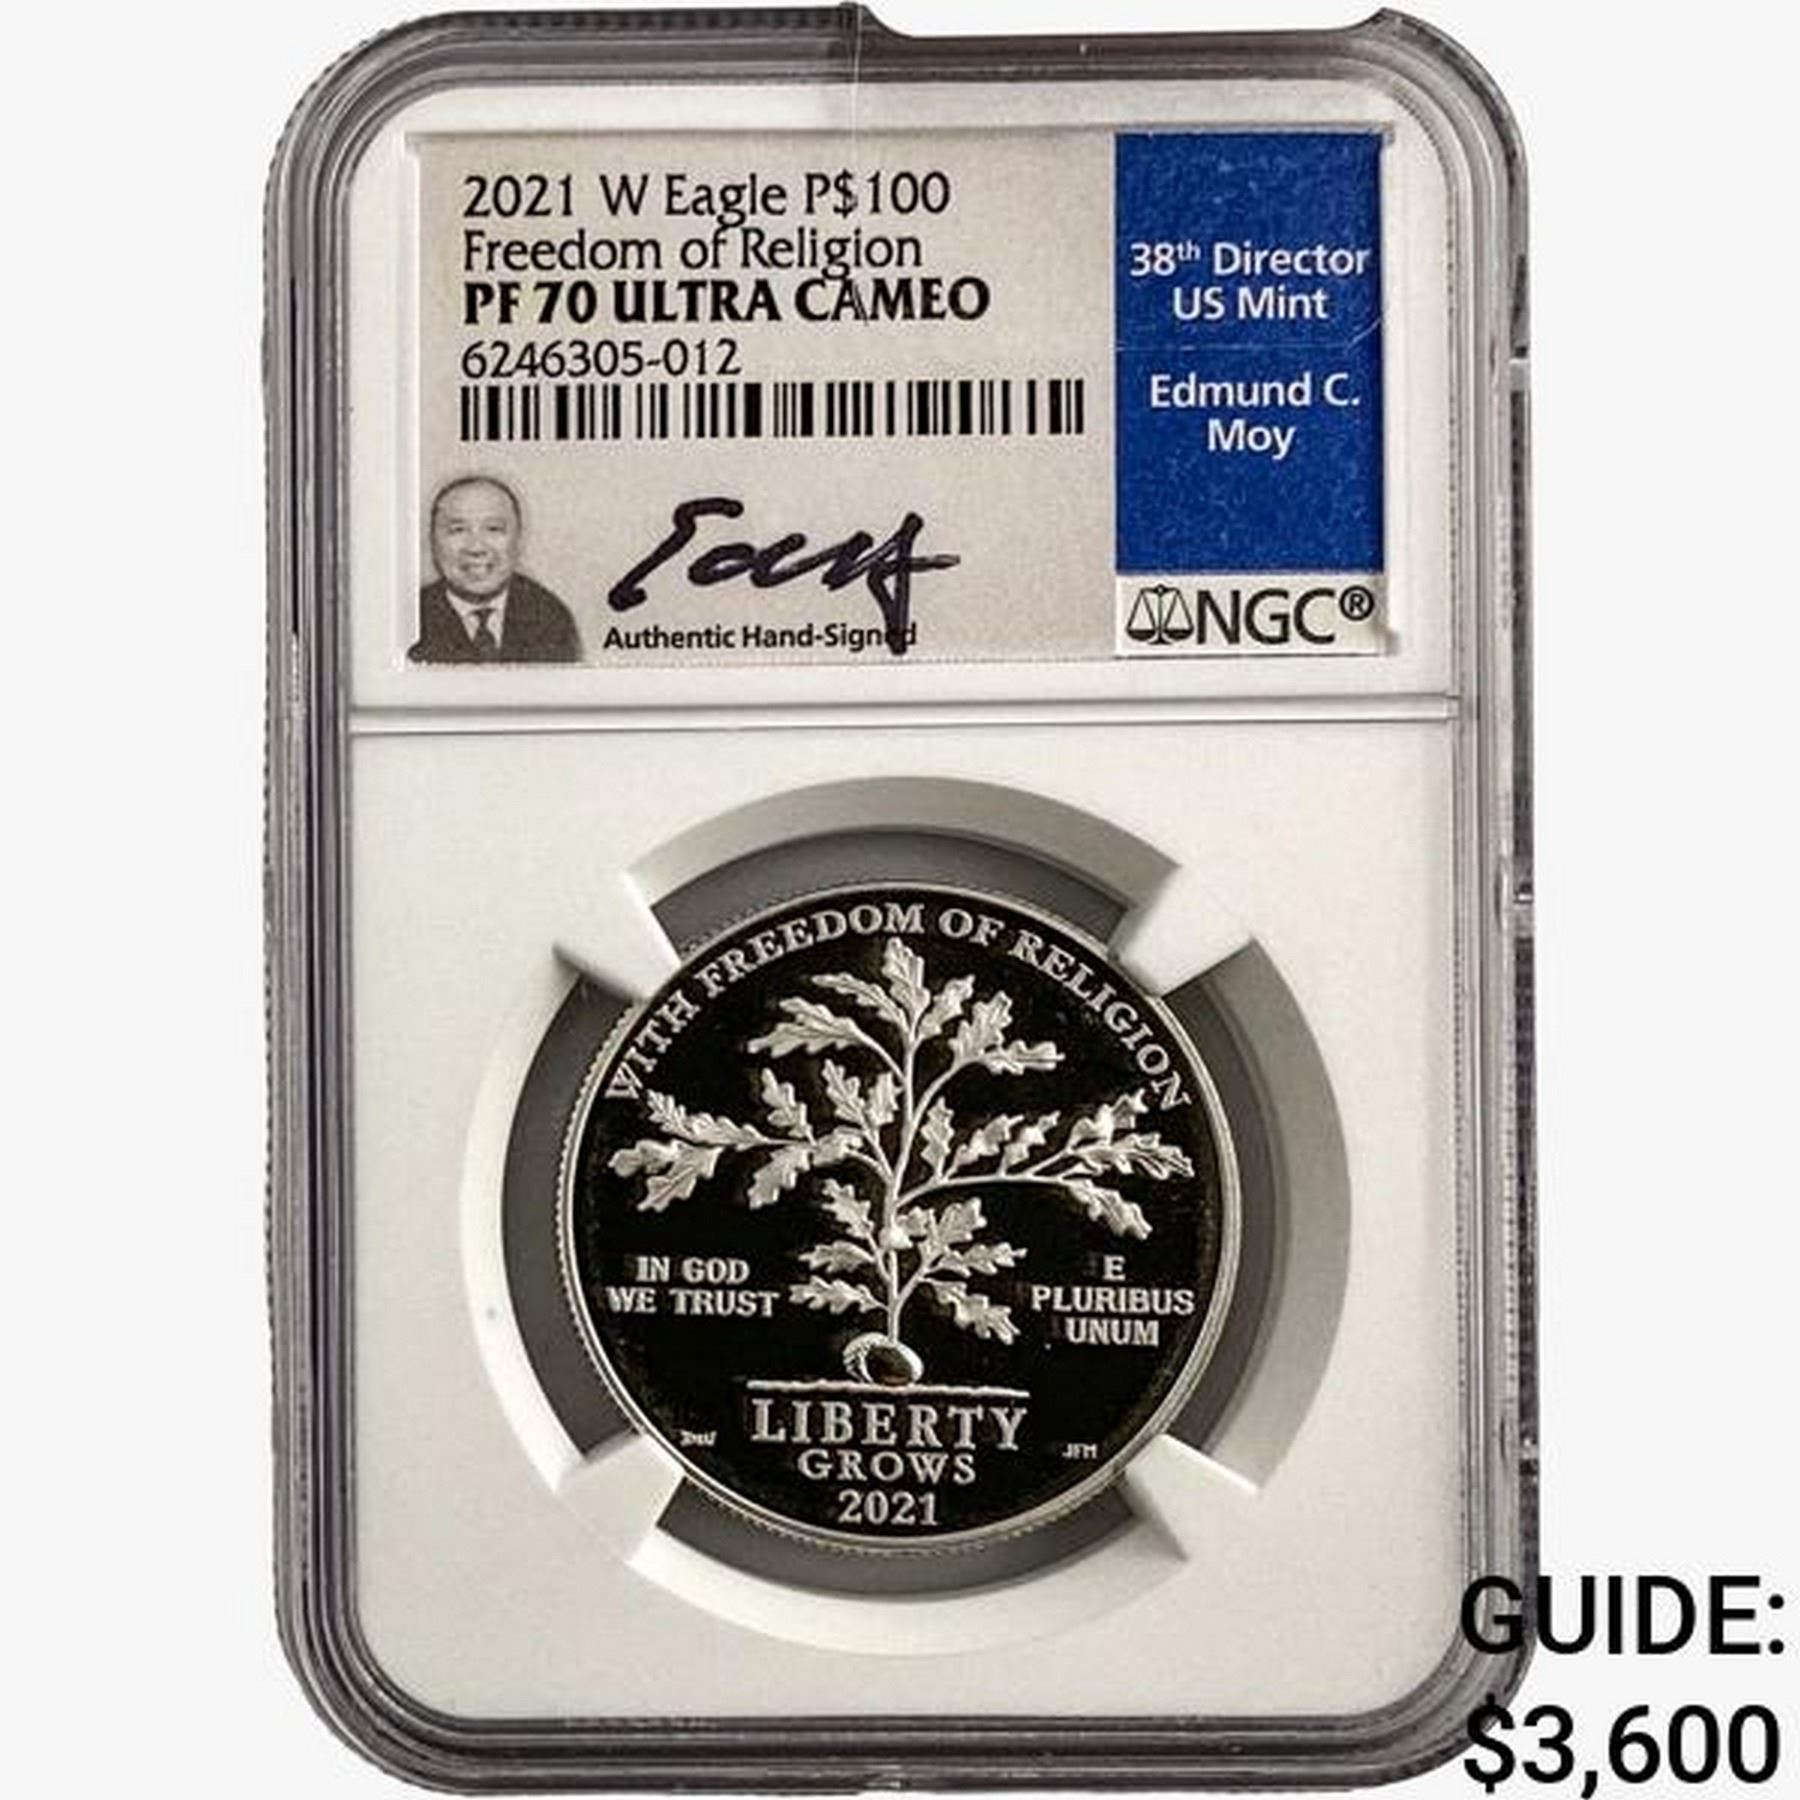 2021 W Eagle P$100
Freedom of Religion
PF 70 ULTRA CAMEO
6246305-012
38th Director
US Mint
Edmund C.
Moy
Authentic Hand-Signed
NGC®
WITH FREEDOM OF RELIGION
IN GOD
WE TRUST
E
PLURIBUS
UNUM
LIBERTY
GROWS
2021
JFM
GUIDE:
$3,600